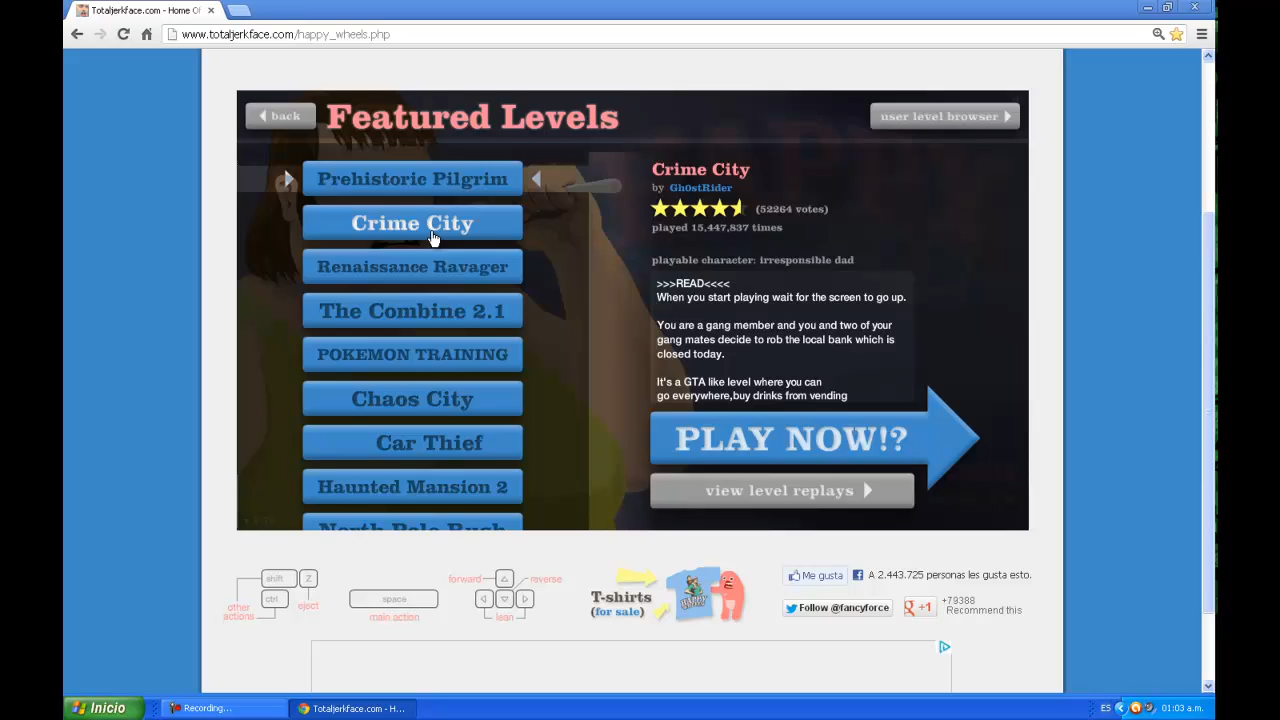 Totaljerkface.com - Home Of
www.totaljerkface.com/happy_wheels.php
back
Featured Levels
user level browser
Prehistoric Pilgrim
Crime City
Renaissance Ravager
The Combine 2.1
POKEMON TRAINING
Chaos City
Car Thief
Haunted Mansion 2
North Pole Rush
Crime City
by Gh0stRider
(52264 votes)
played 15,447,837 times
playable character: irresponsible dad
>>>READ<<<<
When you start playing wait for the screen to go up.
You are a gang member and you and two of your
gang mates decide to rob the local bank which is
closed today.
It's a GTA like level where you can
go everywhere,buy drinks from vending
PLAY NOW!?
view level replays
shift
Z
ctrl
other
actions
eject
space
main action
forward
reverse
lean
T-shirts
(for sale)
Me gusta
A 2.443.725 personas les gusta esto.
Follow @fancyforce
+1
+79388
Recommend this
Inicio
Recording...
Totaljerkface.com - H...
ES
01:03 a.m.